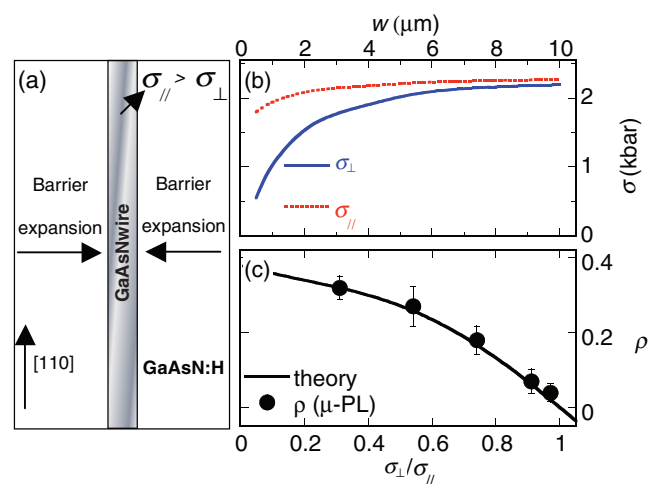 (a)
σ// > σ⊥
Barrier
expansion
Barrier
expansion
GaAsNwire
[110]
GaAsN:H
w (μm)
0 2 4 6 8 10
(b)
σ⊥
σ//
2
1
0
σ (kbar)
(c)
theory
ρ (μ-PL)
0.4
0.2
0
ρ
0 0.2 0.4 0.6 0.8 1
σ⊥/σ//